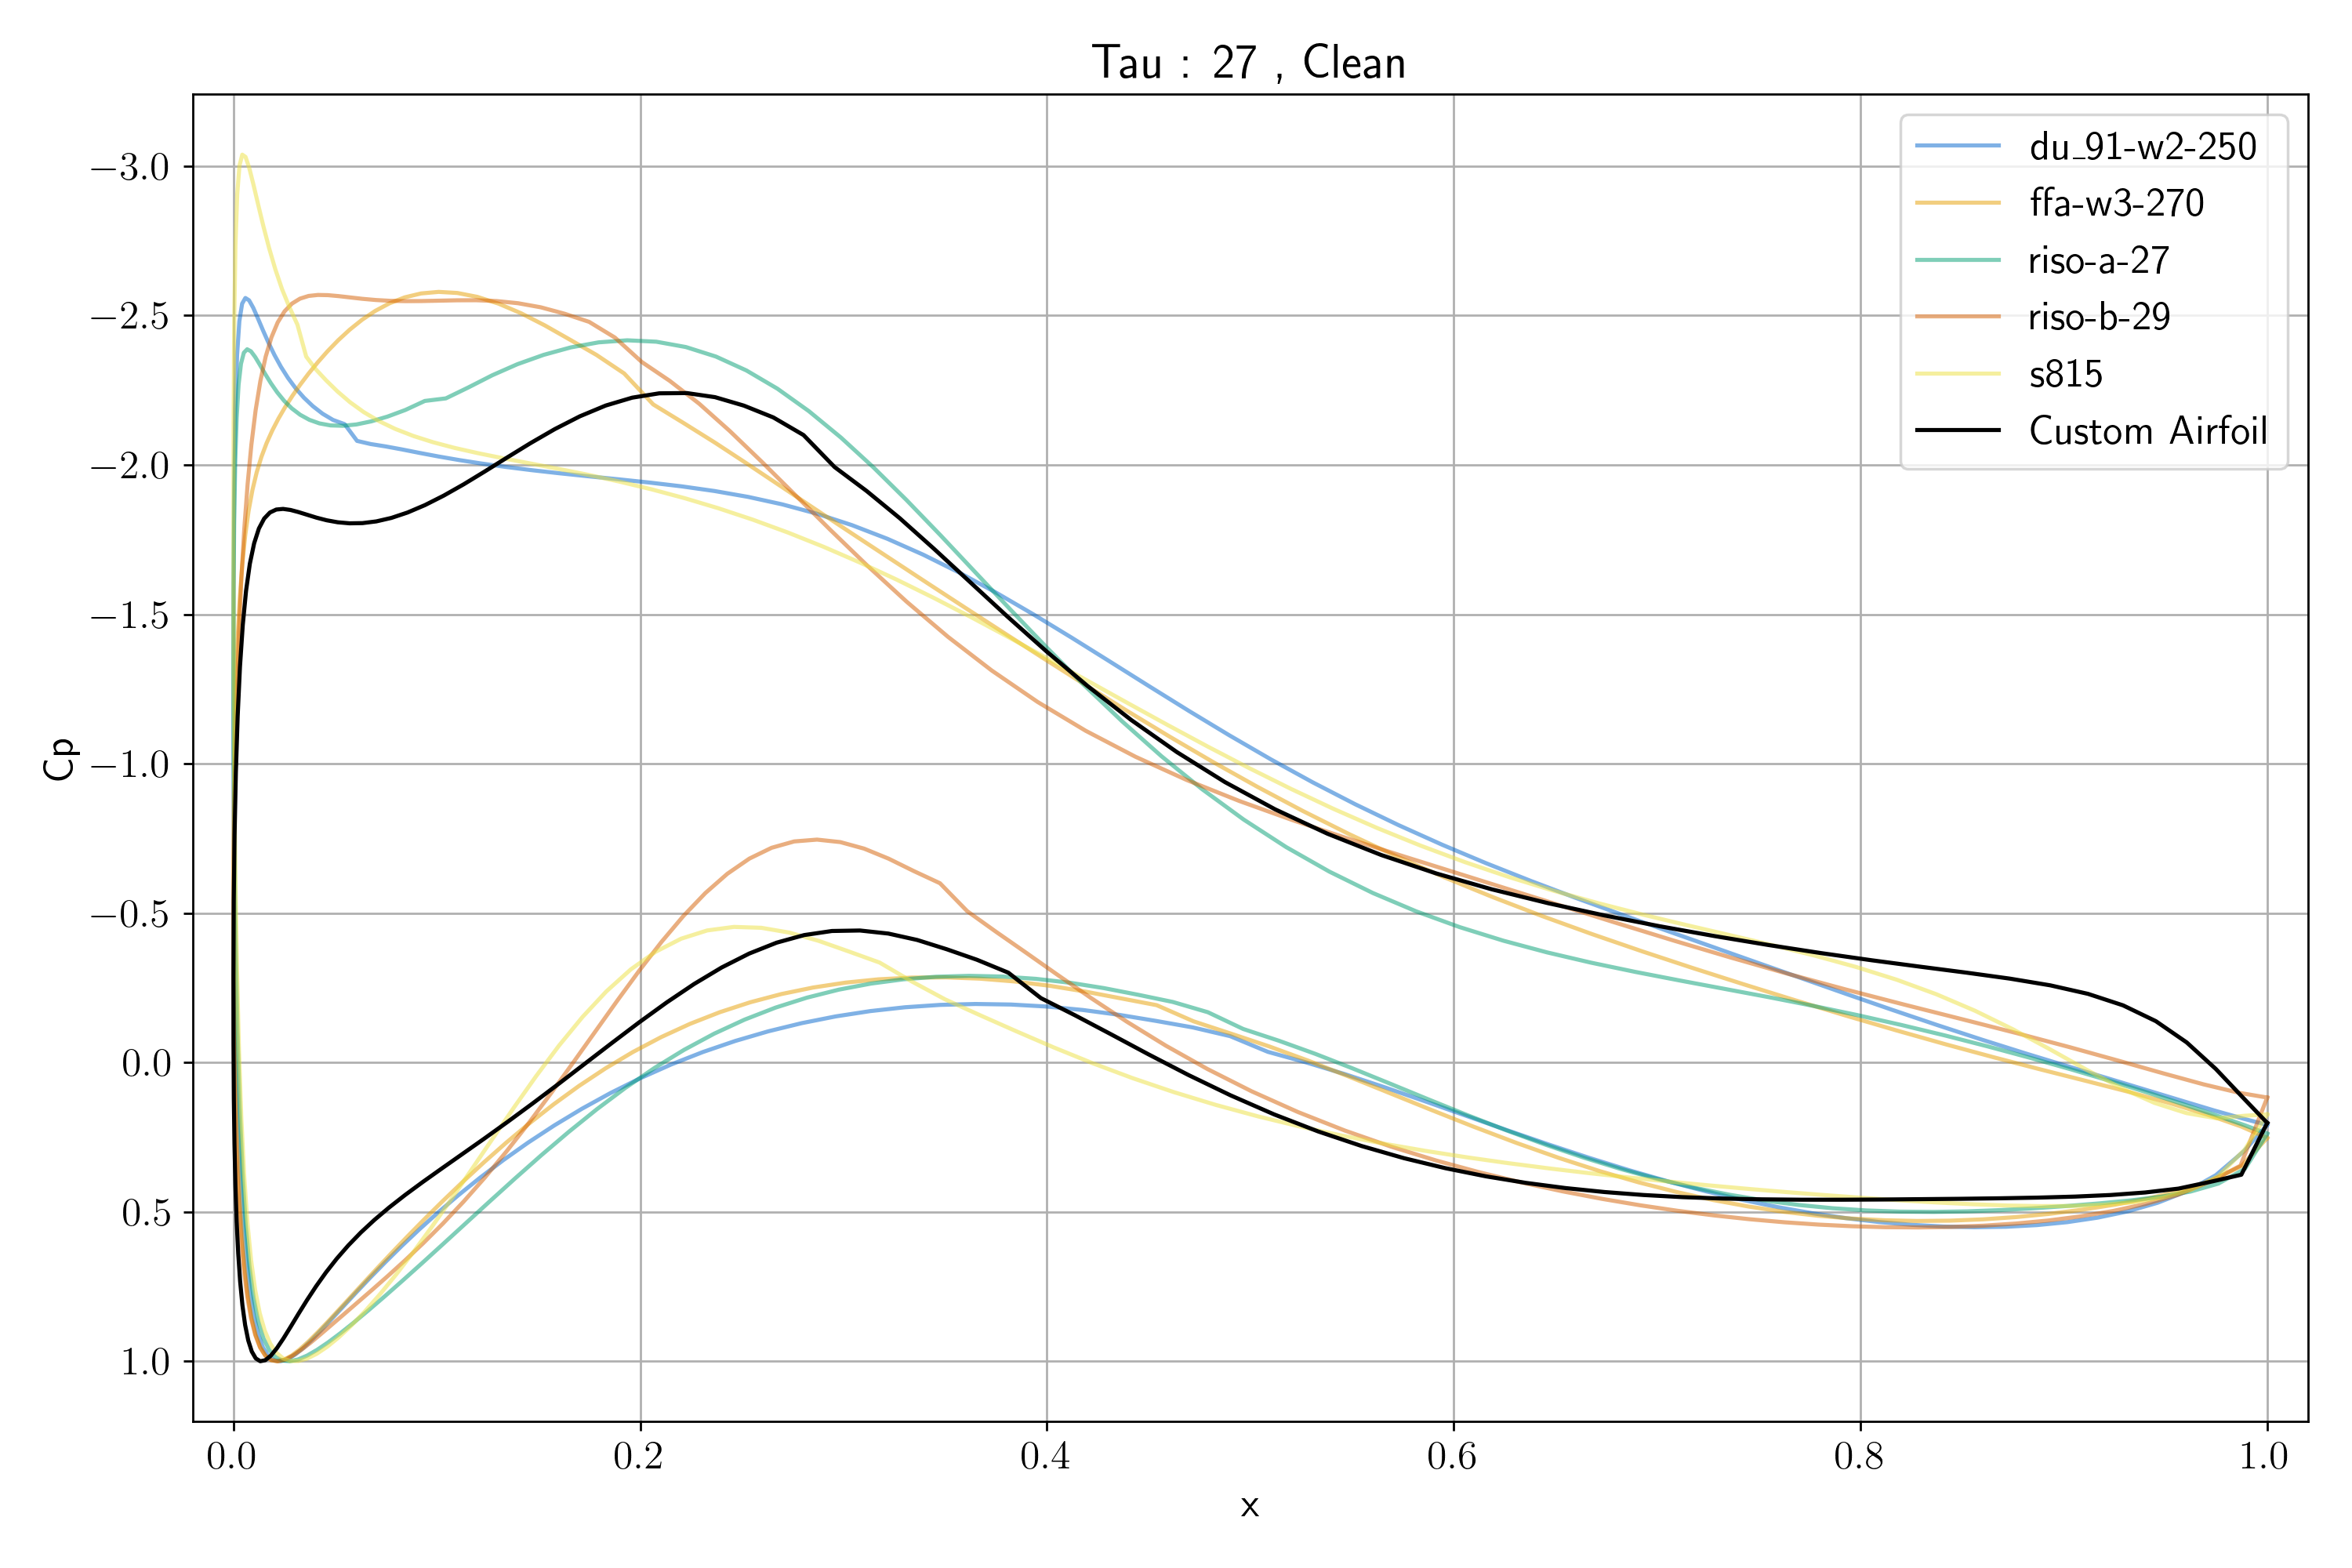 Tau : 27 , Clean
−3.0
−2.5
−2.0
−1.5
−1.0
−0.5
0.0
0.5
1.0
Cp
0.0 0.2 0.4 0.6 0.8 1.0
x
du_91-w2-250
ffa-w3-270
riso-a-27
riso-b-29
s815
Custom Airfoil